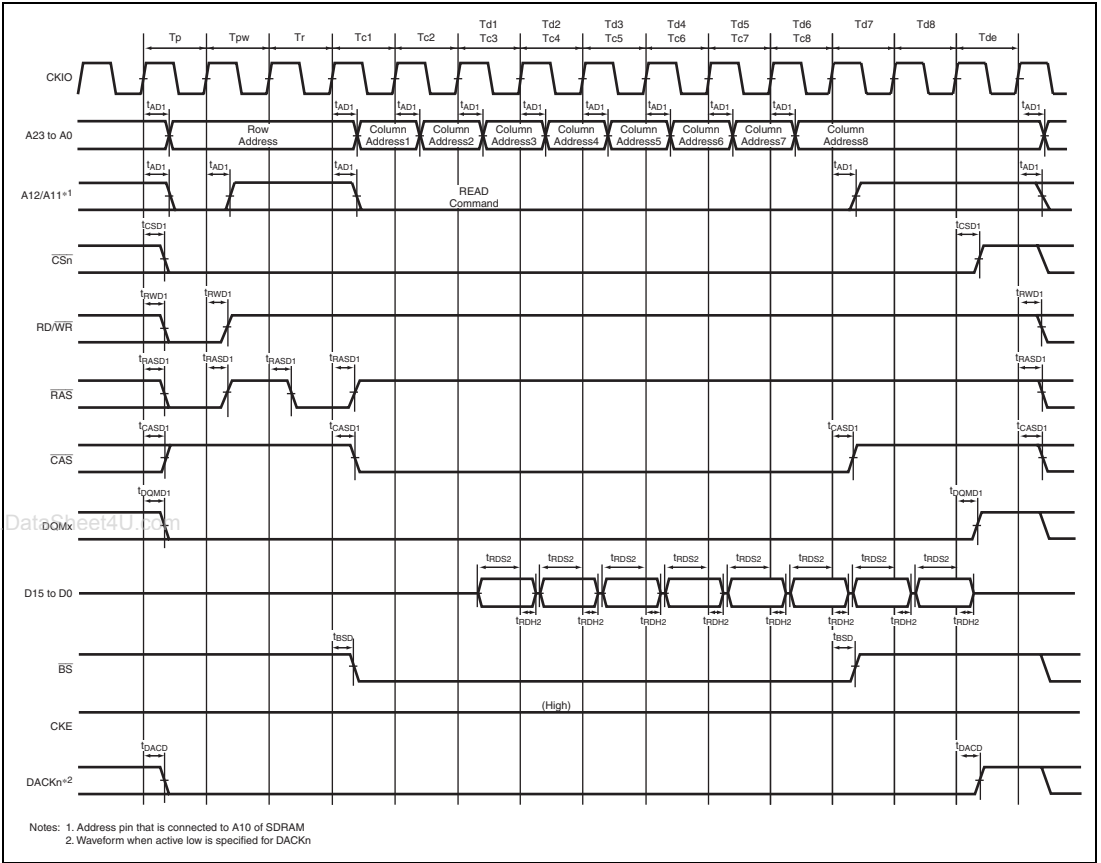 Td1 Td2 Td3 Td4 Td5 Td6 Td7 Td8
Tp Tpw Tr Tc1 Tc2 Tc3 Tc4 Tc5 Tc6 Tc7 Tc8 Tde
CKIO
tAD1 tAD1 tAD1 tAD1 tAD1 tAD1 tAD1 tAD1 tAD1 tAD1
A23 to A0
Row Address
Column Address1
Column Address2
Column Address3
Column Address4
Column Address5
Column Address6
Column Address7
Column Address8
tAD1 tAD1 tAD1 tAD1 tAD1
A12/A11*1
READ Command
tCSD1 tCSD1
CSn
tRWD1 tRWD1 tRWD1
RD/WR
tRASD1 tRASD1 tRASD1 tRASD1 tRASD1
RAS
tCASD1 tCASD1 tCASD1 tCASD1
CAS
tDQMD1 tDQMD1
DQMx
.DataSheet4U.com
tRDS2 tRDS2 tRDS2 tRDS2 tRDS2 tRDS2 tRDS2 tRDS2
D15 to D0
tRDH2 tRDH2 tRDH2 tRDH2 tRDH2 tRDH2 tRDH2 tRDH2
tBSD tBSD
BS
(High)
CKE
tDACD tDACD
DACKn*2
Notes: 1. Address pin that is connected to A10 of SDRAM
2. Waveform when active low is specified for DACKn